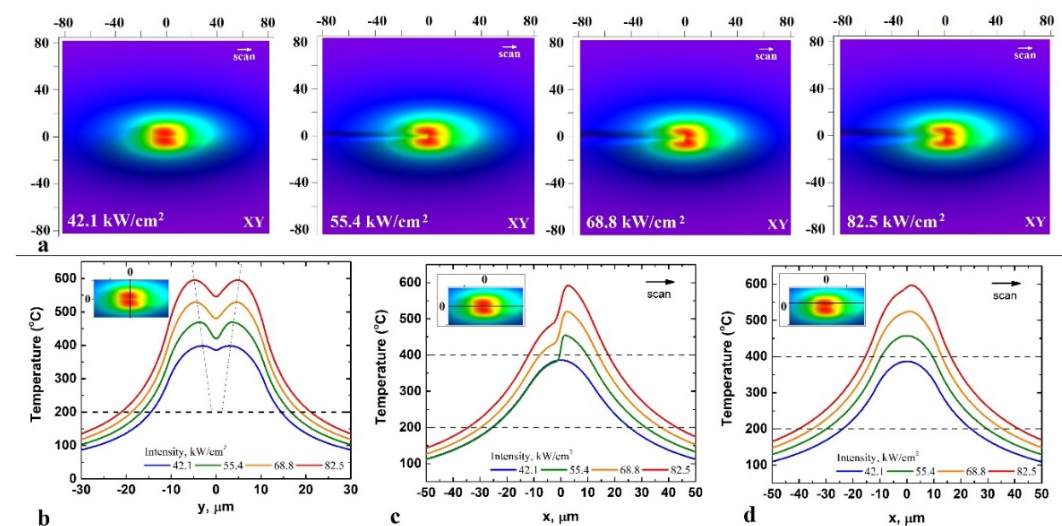 -80 -40 0 40 80 -80 -40 0 40 80 -80 -40 0 40 80 -80 -40 0 40 80
80 80 80 80
scan scan scan scan
40 40 40 40
0 0 0 0
-40 -40 -40 -40
42.1 kW/cm² XY 55.4 kW/cm² XY 68.8 kW/cm² XY 82.5 kW/cm² XY
-80 -80 -80 -80
a
Temperature (°C)
600
500
400
300
200
100
0
0
0
Intensity, kW/cm²
42.1 55.4 68.8 82.5
-30 -20 -10 0 10 20 30
y, μm
b
Temperature (°C)
600
500
400
300
200
100
0
0
scan
Intensity, kW/cm²
42.1 55.4 68.8 82.5
-50 -40 -30 -20 -10 0 10 20 30 40 50
x, μm
c
Temperature (°C)
600
500
400
300
200
100
0
0
scan
Intensity, kW/cm²
42.1 55.4 68.8 82.5
-50 -40 -30 -20 -10 0 10 20 30 40 50
x, μm
d